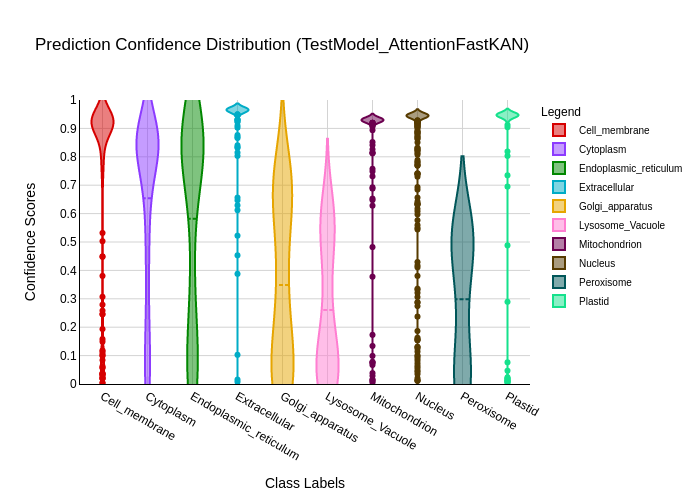 Prediction Confidence Distribution (TestModel_AttentionFastKAN)
Legend
Cell_membrane
Cytoplasm
Endoplasmic_reticulum
Extracellular
Golgi_apparatus
Lysosome_Vacuole
Mitochondrion
Nucleus
Peroxisome
Plastid
Confidence Scores
1
0.9
0.8
0.7
0.6
0.5
0.4
0.3
0.2
0.1
0
Cell_membrane
Cytoplasm
Endoplasmic_reticulum
Extracellular
Golgi_apparatus
Lysosome_Vacuole
Mitochondrion
Nucleus
Peroxisome
Plastid
Class Labels